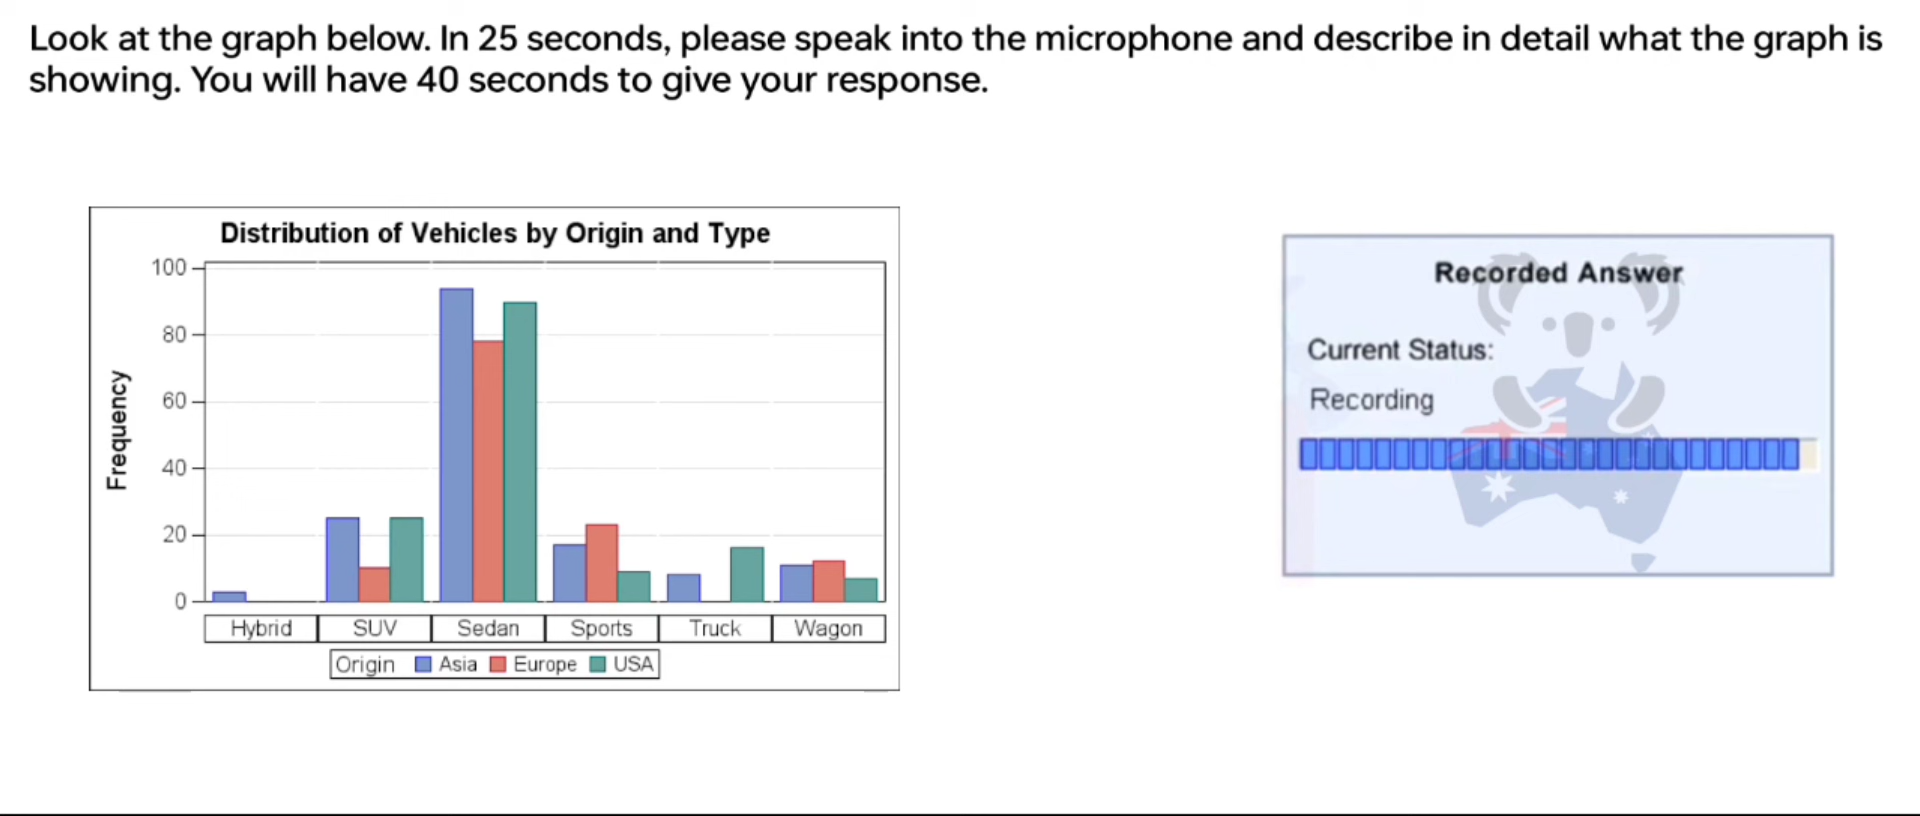 Look at the graph below. In 25 seconds, please speak into the microphone and describe in detail what the graph is
showing. You will have 40 seconds to give your response.
Distribution of Vehicles by Origin and Type
Frequency
100
80
60
40
20
0
Hybrid SUV Sedan Sports Truck Wagon
Origin Asia Europe USA
Recorded Answer
Current Status:
Recording